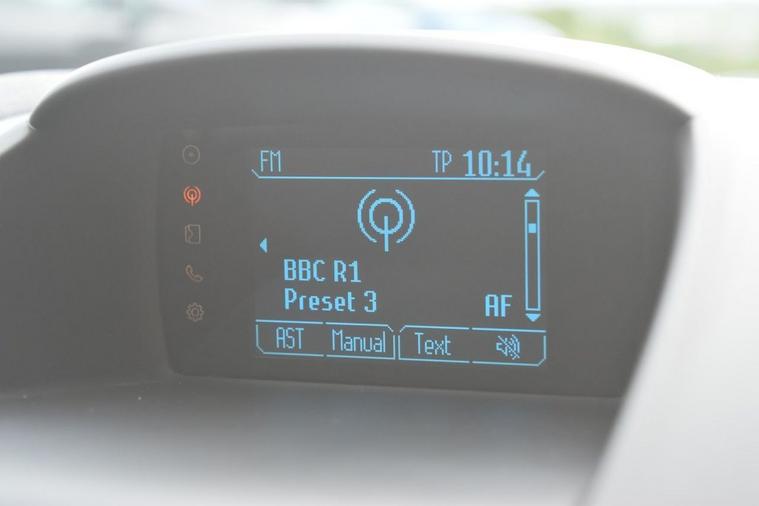 FM TP 10:14
BBC R1
Preset 3 AF
AST Manual Text